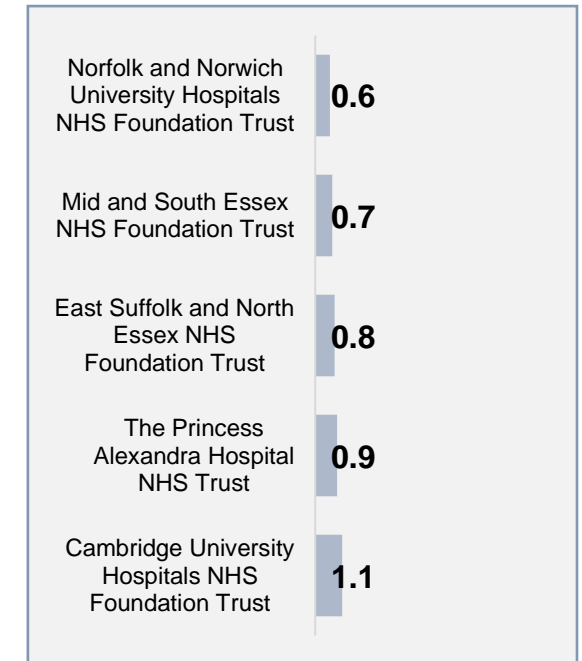 Norfolk and Norwich
University Hospitals
NHS Foundation Trust
0.6
Mid and South Essex
NHS Foundation Trust
0.7
East Suffolk and North
Essex NHS
Foundation Trust
0.8
The Princess
Alexandra Hospital
NHS Trust
0.9
Cambridge University
Hospitals NHS
Foundation Trust
1.1